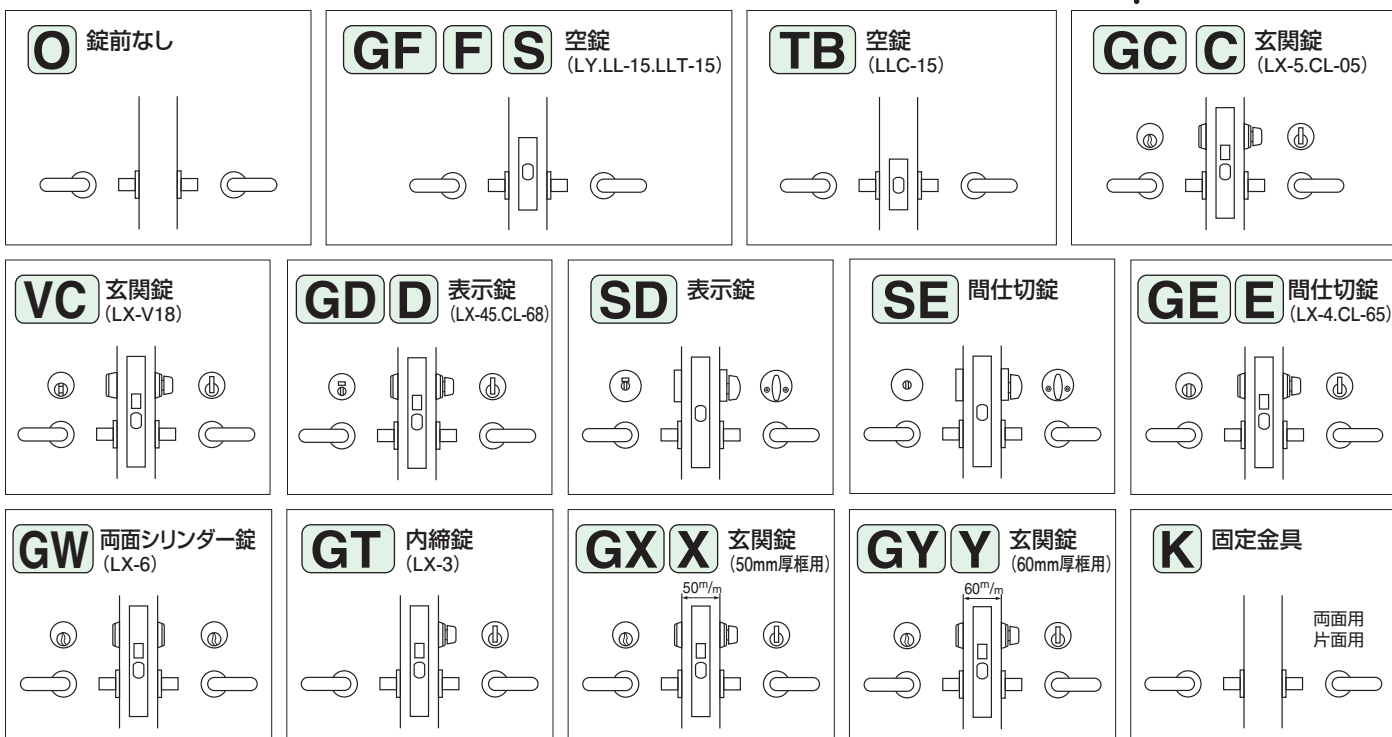 O 錠前なし
GF F S 空錠
(LY.LL-15.LLT-15)
TB 空錠
(LLC-15)
GC C 玄関錠
(LX-5.CL-05)
VC 玄関錠
(LX-V18)
GD D 表示錠
(LX-45.CL-68)
SD 表示錠
SE 間仕切錠
GE E 間仕切錠
(LX-4.CL-65)
GW 両面シリンダー錠
(LX-6)
GT 内締錠
(LX-3)
GX X 玄関錠
(50mm厚框用)
50m/m
GY Y 玄関錠
(60mm厚框用)
60m/m
K 固定金具
両面用
片面用